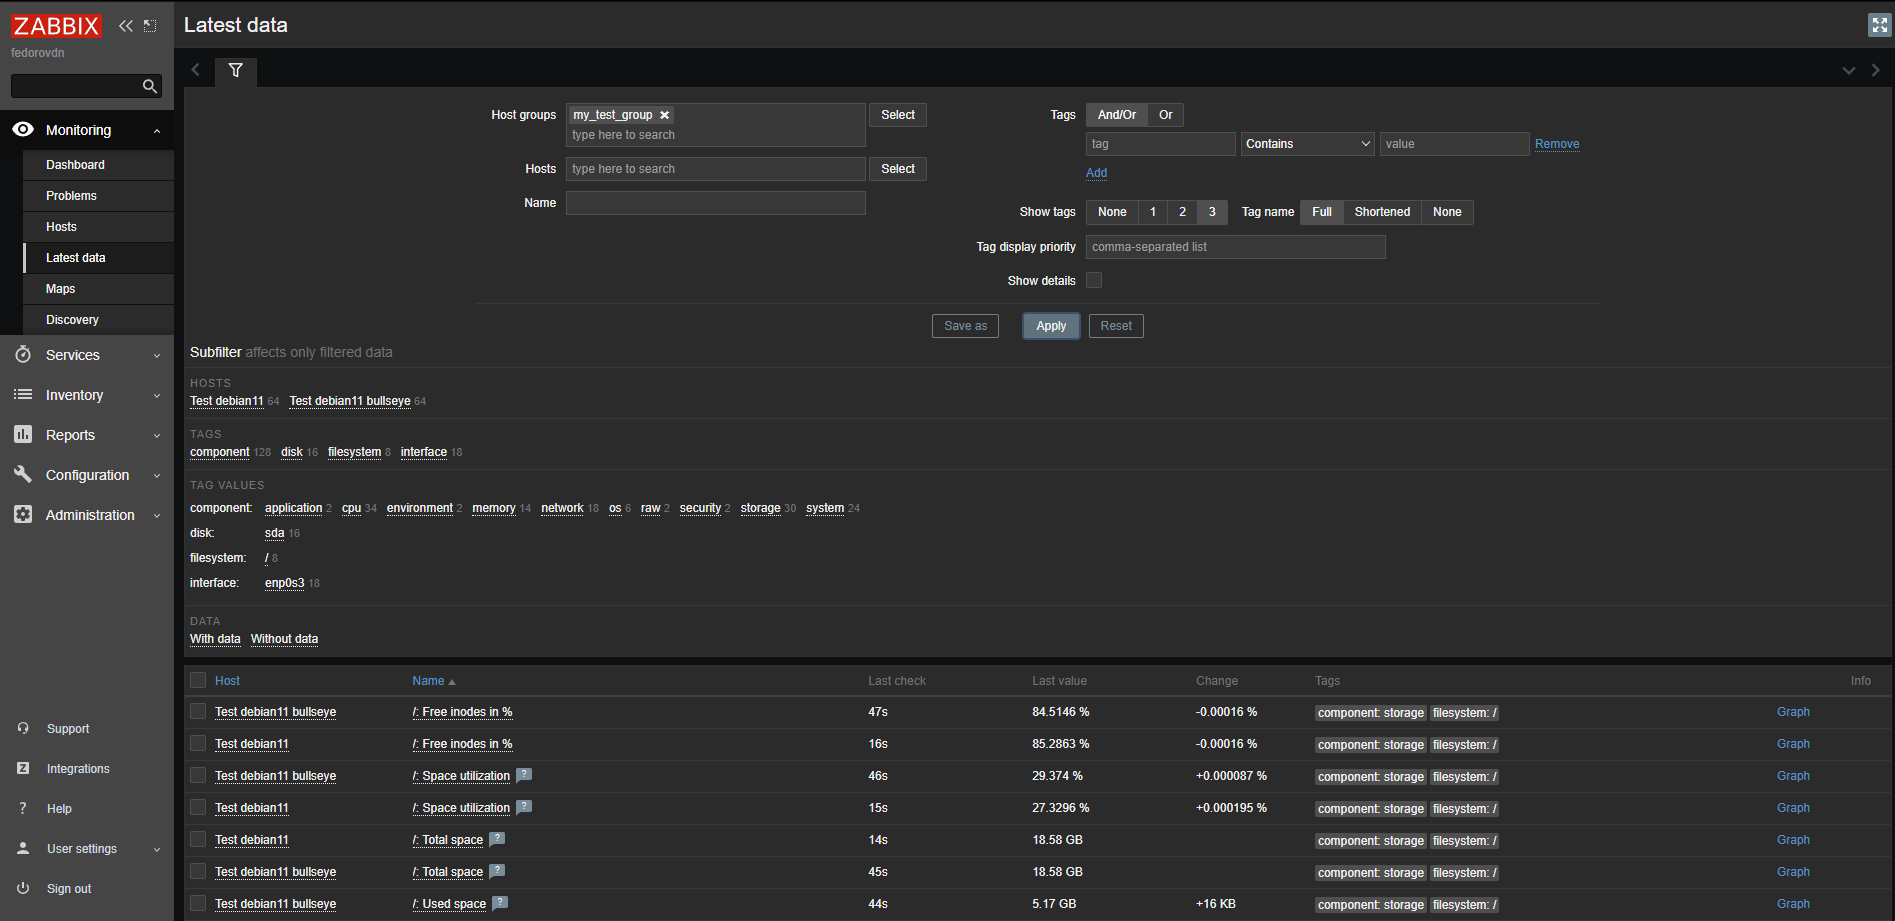 ZABBIX
fedorovdn
Monitoring
Dashboard
Problems
Hosts
Latest data
Maps
Discovery
Services
Inventory
Reports
Configuration
Administration
Support
Z Integrations
? Help
User settings
Sign out
Latest data
Host groups my_test_group Select
type here to search
Hosts type here to search Select
Name
Tags And/Or Or
tag Contains value Remove
Add
Show tags None 1 2 3 Tag name Full Shortened None
Tag display priority comma-separated list
Show details
Save as Apply Reset
Subfilter affects only filtered data
HOSTS
Test debian11 64 Test debian11 bullseye 64
TAGS
component 128 disk 16 filesystem 8 interface 18
TAG VALUES
component: application 2 cpu 34 environment 2 memory 14 network 18 os 6 raw 2 security 2 storage 30 system 24
disk: sda 16
filesystem: / 8
interface: enp0s3 18
DATA
With data Without data
Host Name Last check Last value Change Tags Info
Test debian11 bullseye /: Free inodes in % 47s 84.5146 % -0.00016 % component: storage filesystem: / Graph
Test debian11 /: Free inodes in % 16s 85.2863 % -0.00016 % component: storage filesystem: / Graph
Test debian11 bullseye /: Space utilization ? 46s 29.374 % +0.000087 % component: storage filesystem: / Graph
Test debian11 /: Space utilization ? 15s 27.3296 % +0.000195 % component: storage filesystem: / Graph
Test debian11 /: Total space ? 14s 18.58 GB component: storage filesystem: / Graph
Test debian11 bullseye /: Total space ? 45s 18.58 GB component: storage filesystem: / Graph
Test debian11 bullseye /: Used space ? 44s 5.17 GB +16 KB component: storage filesystem: / Graph